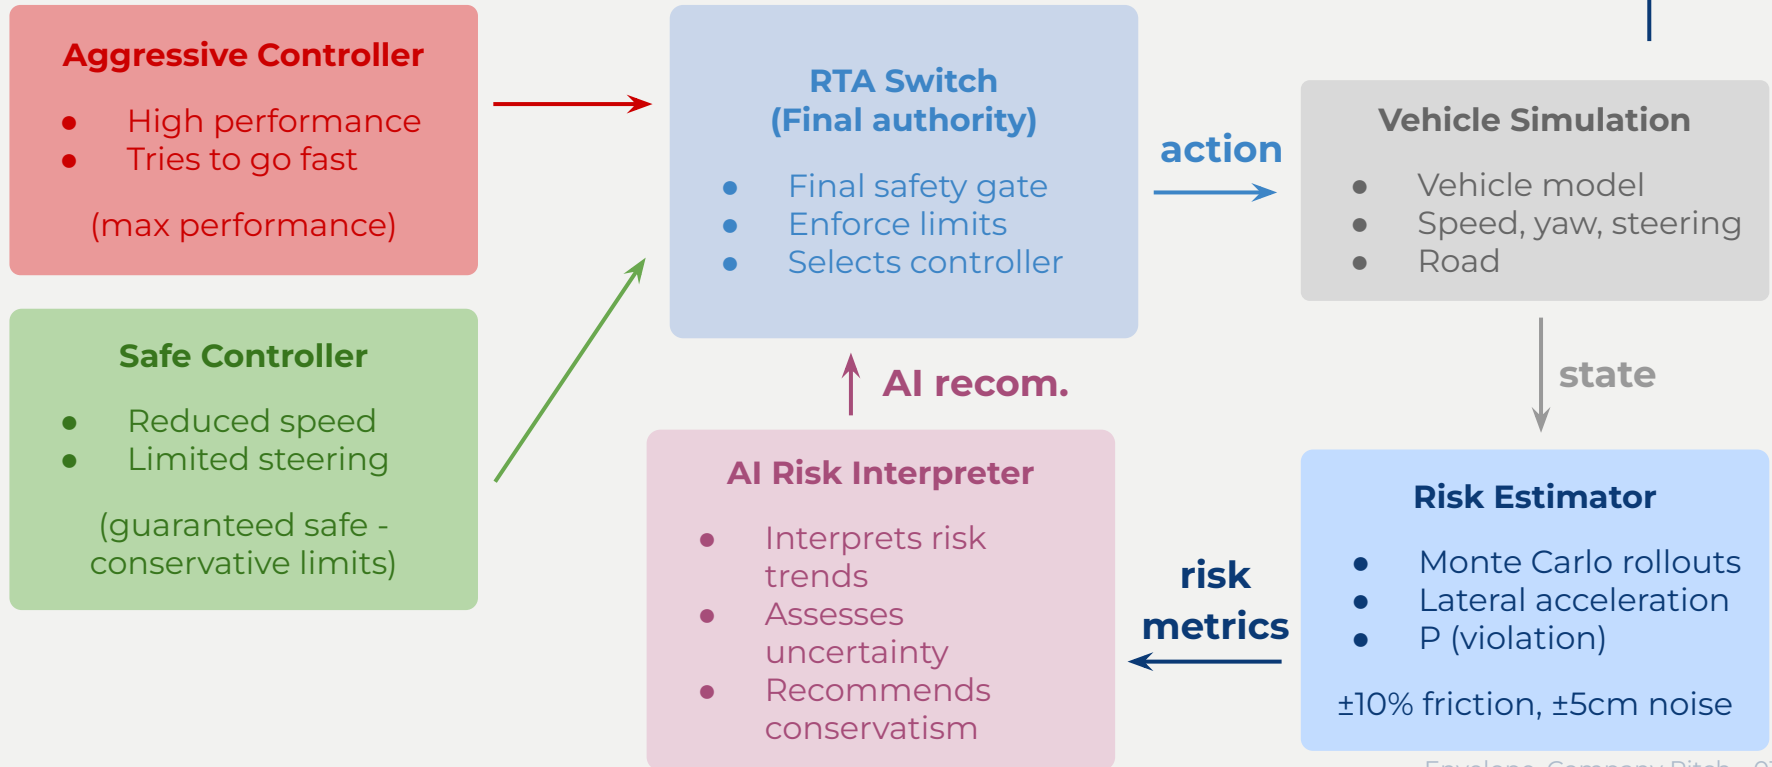 Aggressive Controller
● High performance
● Tries to go fast
(max performance)
Safe Controller
● Reduced speed
● Limited steering
(guaranteed safe -
conservative limits)
RTA Switch
(Final authority)
● Final safety gate
● Enforce limits
● Selects controller
AI recom.
AI Risk Interpreter
● Interprets risk
trends
● Assesses
uncertainty
● Recommends
conservatism
action
Vehicle Simulation
● Vehicle model
● Speed, yaw, steering
● Road
state
Risk Estimator
● Monte Carlo rollouts
● Lateral acceleration
● P (violation)
±10% friction, ±5cm noise
risk
metrics
Envelope, Company Pitch